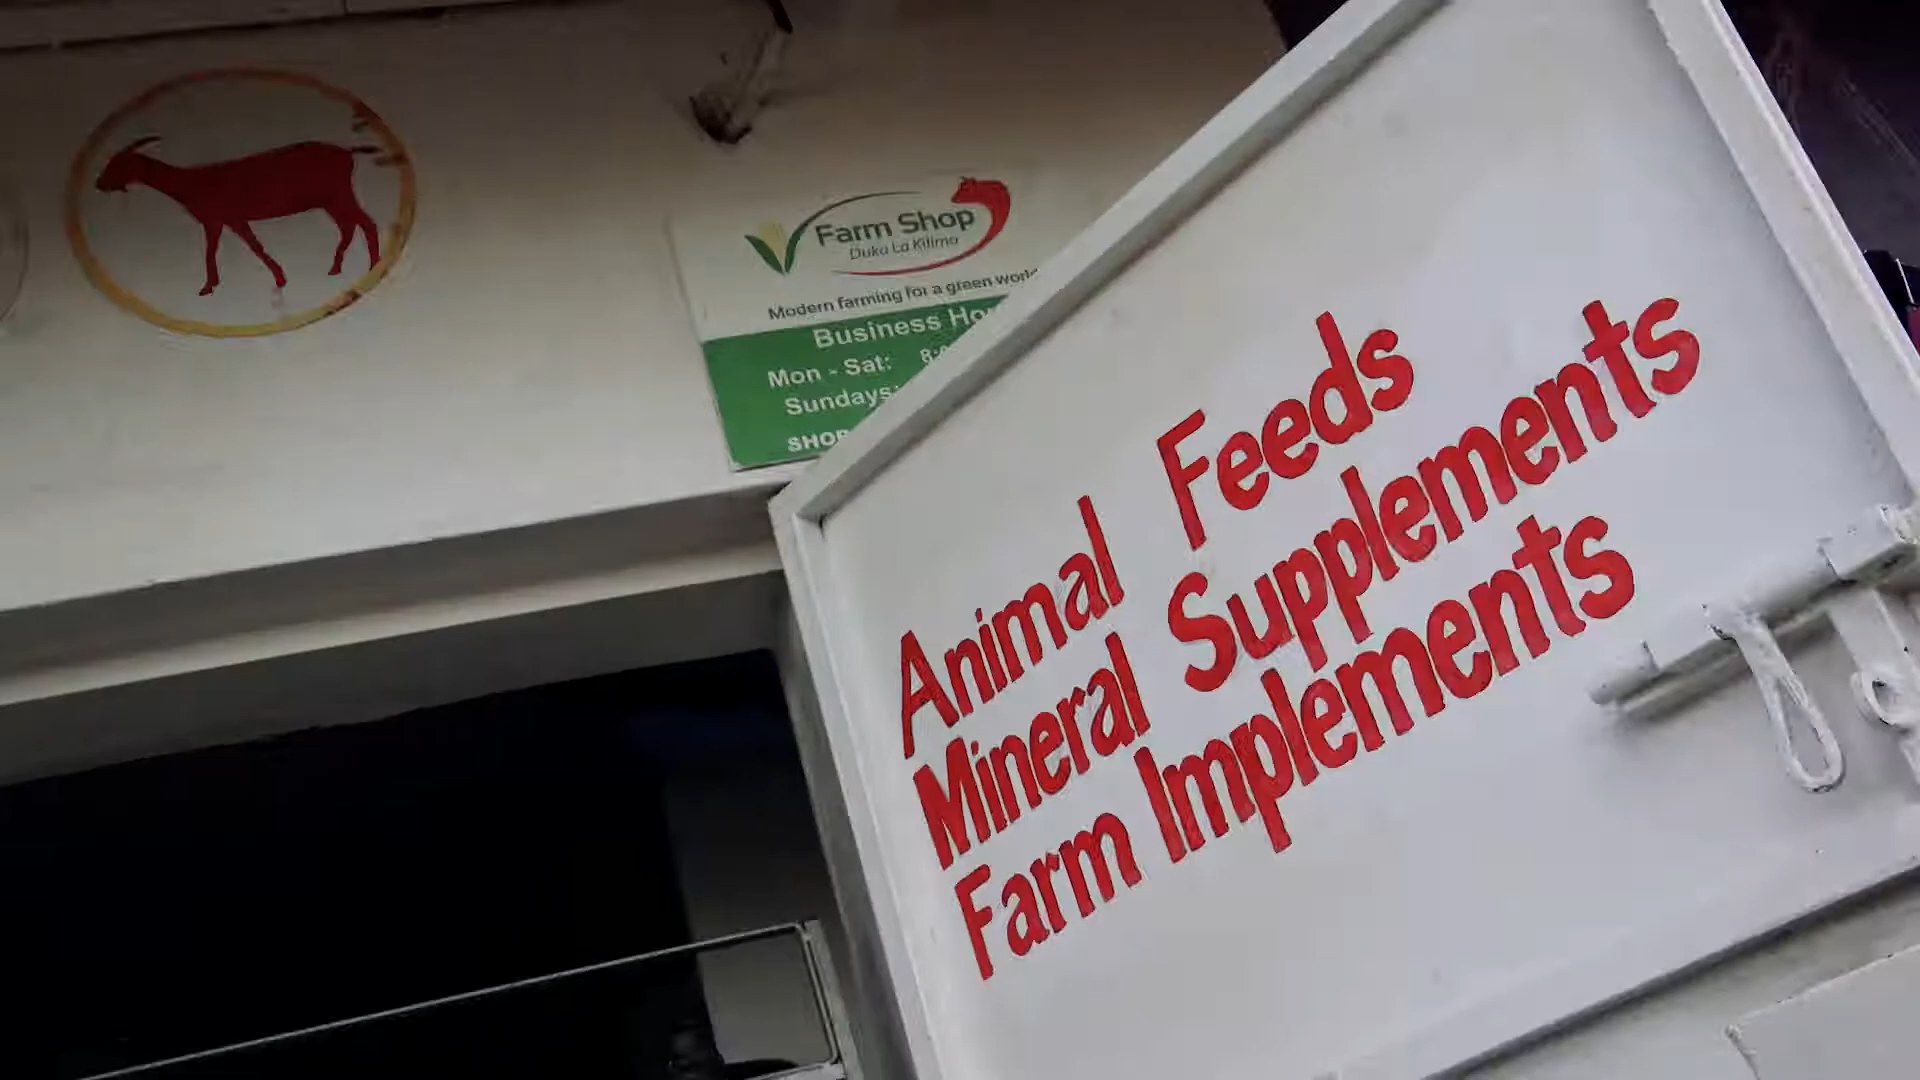 Farm Shop
Duka La Kilimo
Modern farming for a green world
Business
Mon - Sat:
Sundays:
Animal Feeds
Mineral Supplements
Farm Implements